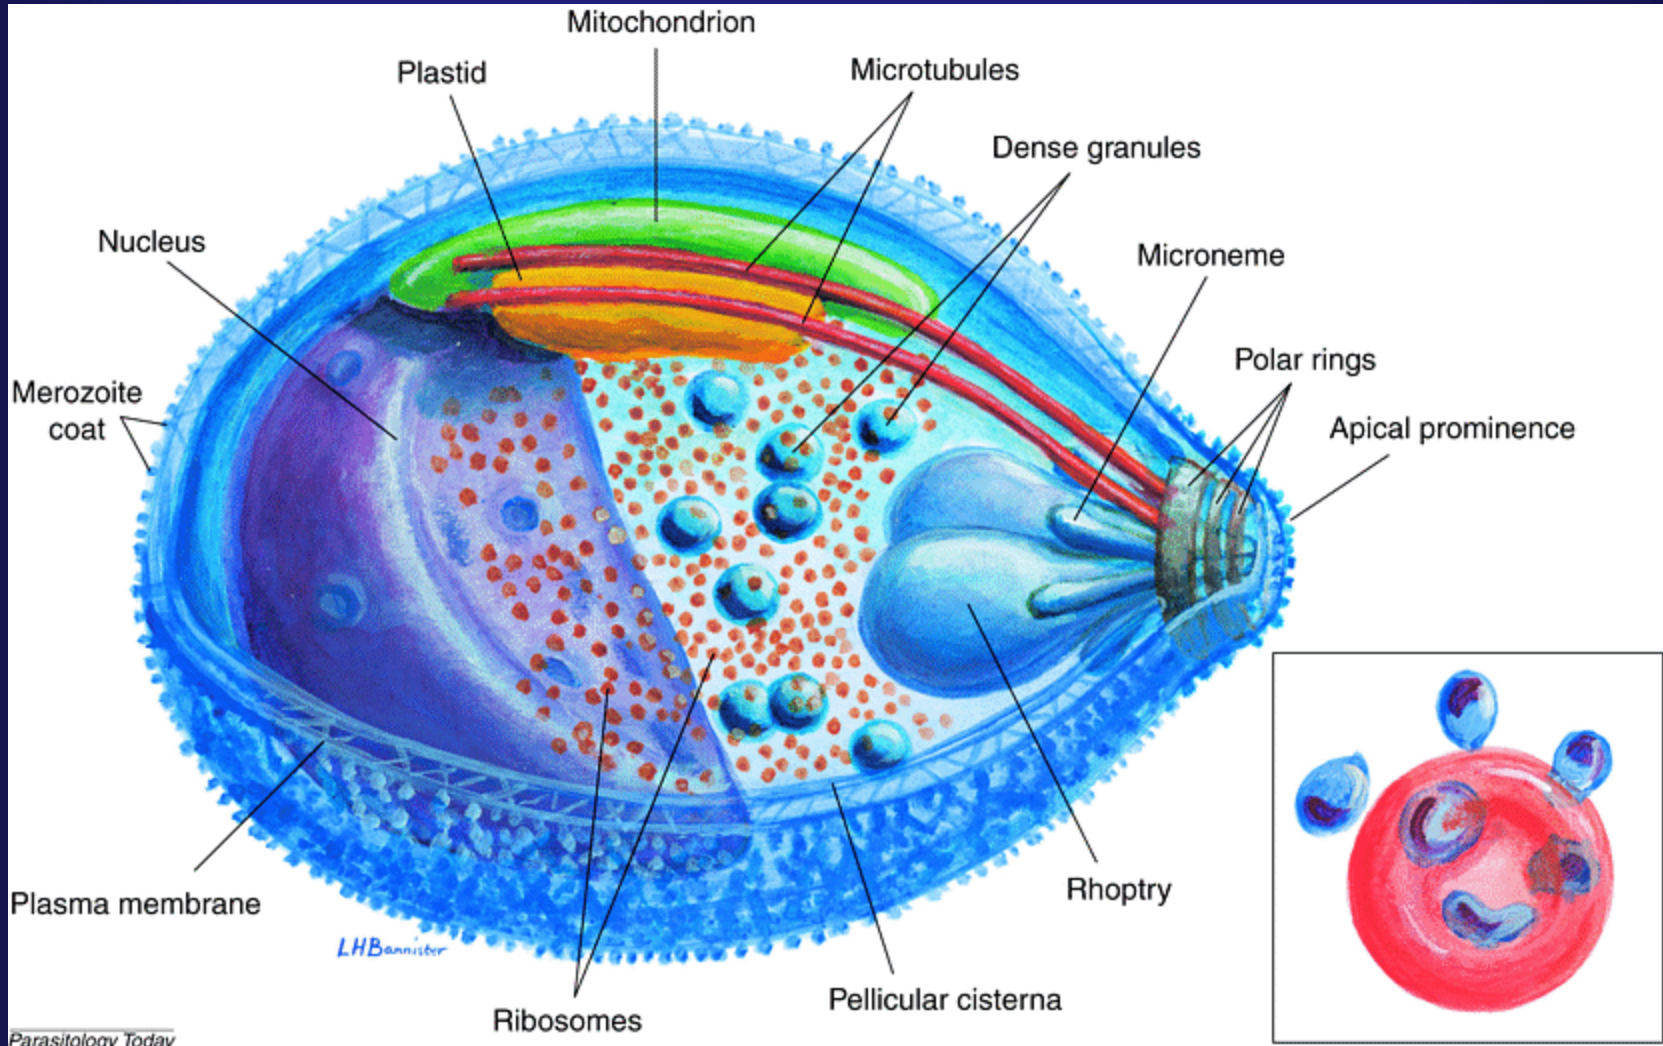 Mitochondrion
Plastid
Microtubules
Dense granules
Nucleus
Microneme
Polar rings
Merozoite
coat
Apical prominence
Plasma membrane
Rhoptry
LHBannister
Pellicular cisterna
Ribosomes
Parasitology Today